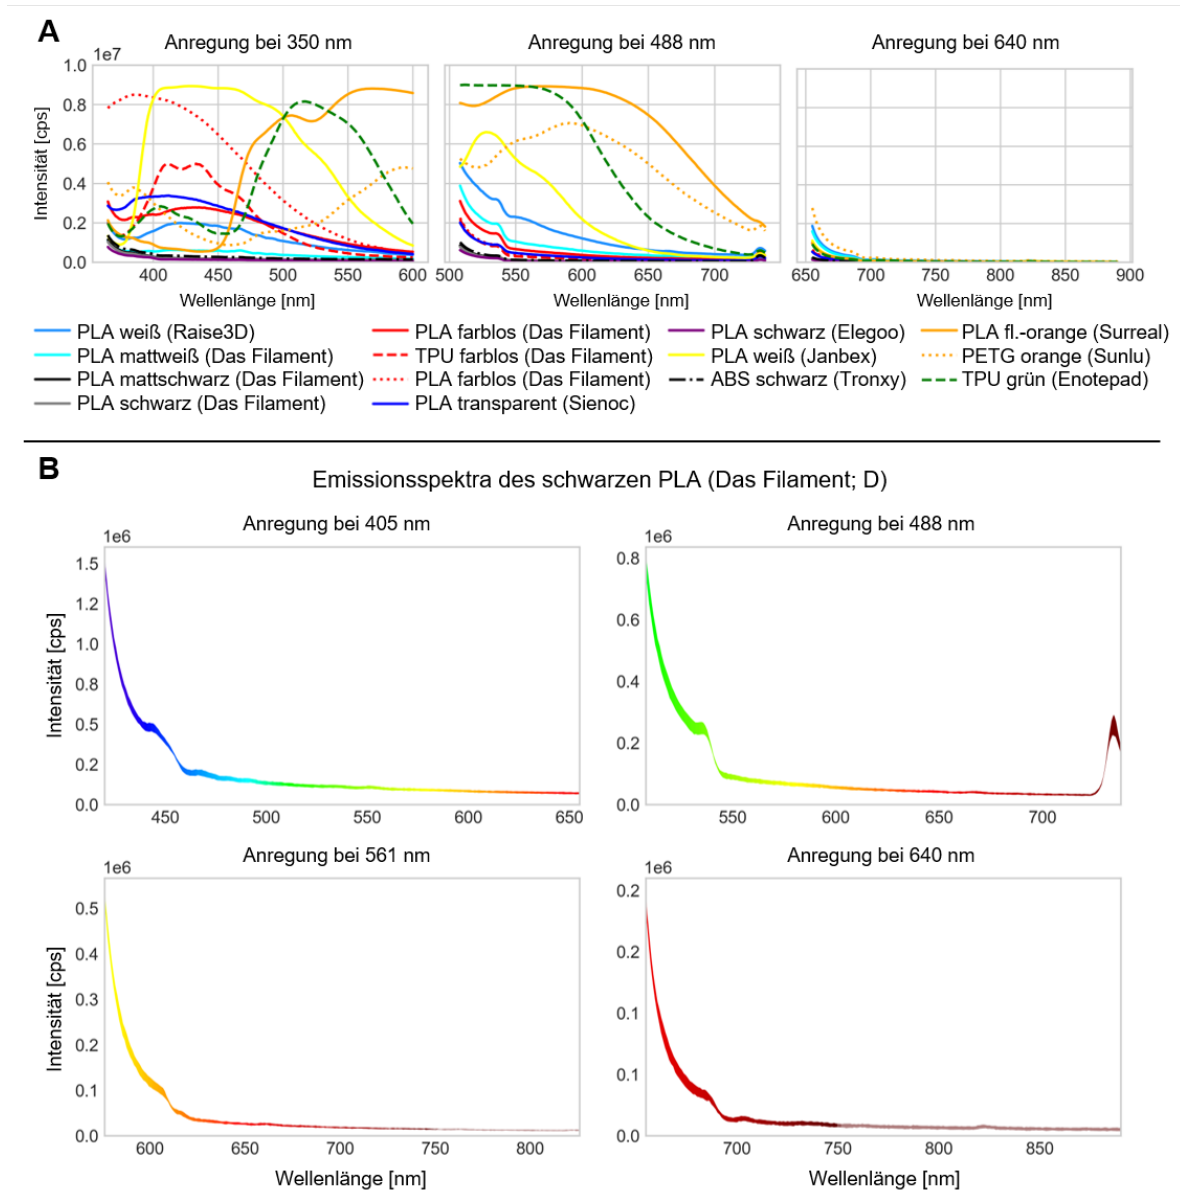 A
Anregung bei 350 nm
Anregung bei 488 nm
Anregung bei 640 nm
1e7
1.0
0.8
0.6
0.4
0.2
0.0
Intensität [cps]
400 450 500 550 600
500 550 600 650 700
650 700 750 800 850 900
Wellenlänge [nm]
Wellenlänge [nm]
Wellenlänge [nm]
PLA weiß (Raise3D)
PLA mattweiß (Das Filament)
PLA mattschwarz (Das Filament)
PLA schwarz (Das Filament)
PLA farblos (Das Filament)
TPU farblos (Das Filament)
PLA farblos (Das Filament)
PLA transparent (Sienoc)
PLA schwarz (Elegoo)
PLA weiß (Janbex)
ABS schwarz (Tronxy)
PLA fl.-orange (Surreal)
PETG orange (Sunlu)
TPU grün (Enotepad)
B
Emissionsspektra des schwarzen PLA (Das Filament; D)
Anregung bei 405 nm
1e6
1.5
1.2
1.0
0.8
0.5
0.2
0.0
Intensität [cps]
450 500 550 600 650
Anregung bei 488 nm
1e6
0.8
0.6
0.4
0.2
0.0
550 600 650 700
Anregung bei 561 nm
1e6
0.5
0.4
0.3
0.2
0.1
0.0
Intensität [cps]
600 650 700 750 800
Wellenlänge [nm]
Anregung bei 640 nm
1e6
0.2
0.2
0.1
0.1
0.0
700 750 800 850
Wellenlänge [nm]